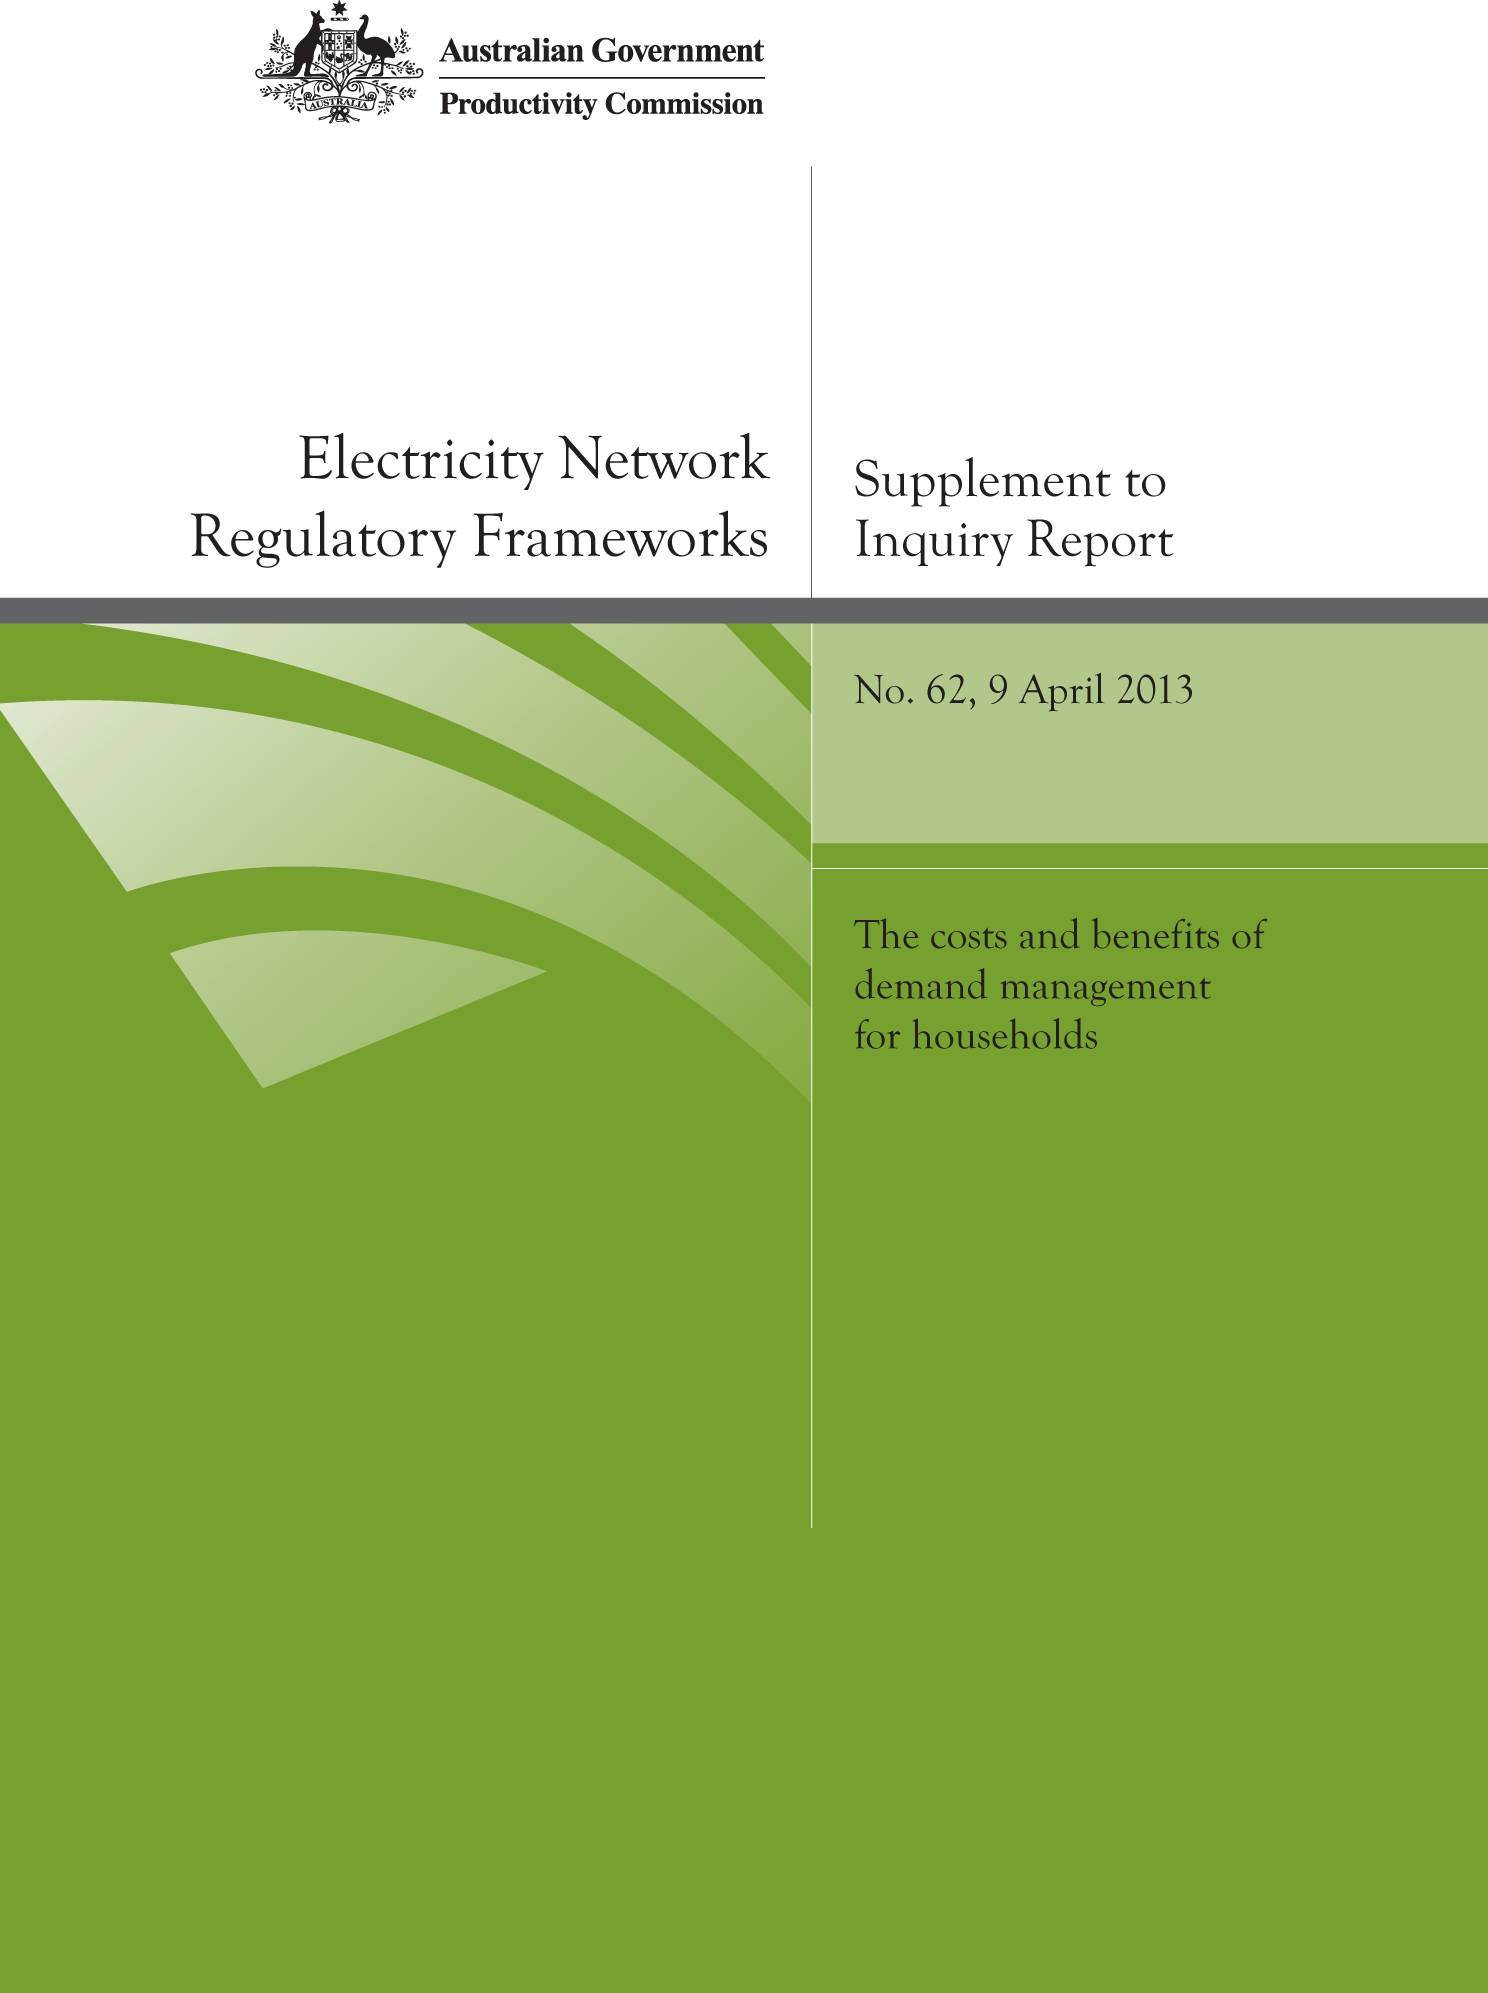 AUSTRALIA
Australian Government
Productivity Commission
Electricity Network
Regulatory Frameworks
Supplement to
Inquiry Report
No. 62, 9 April 2013
The costs and benefits of
demand management
for households